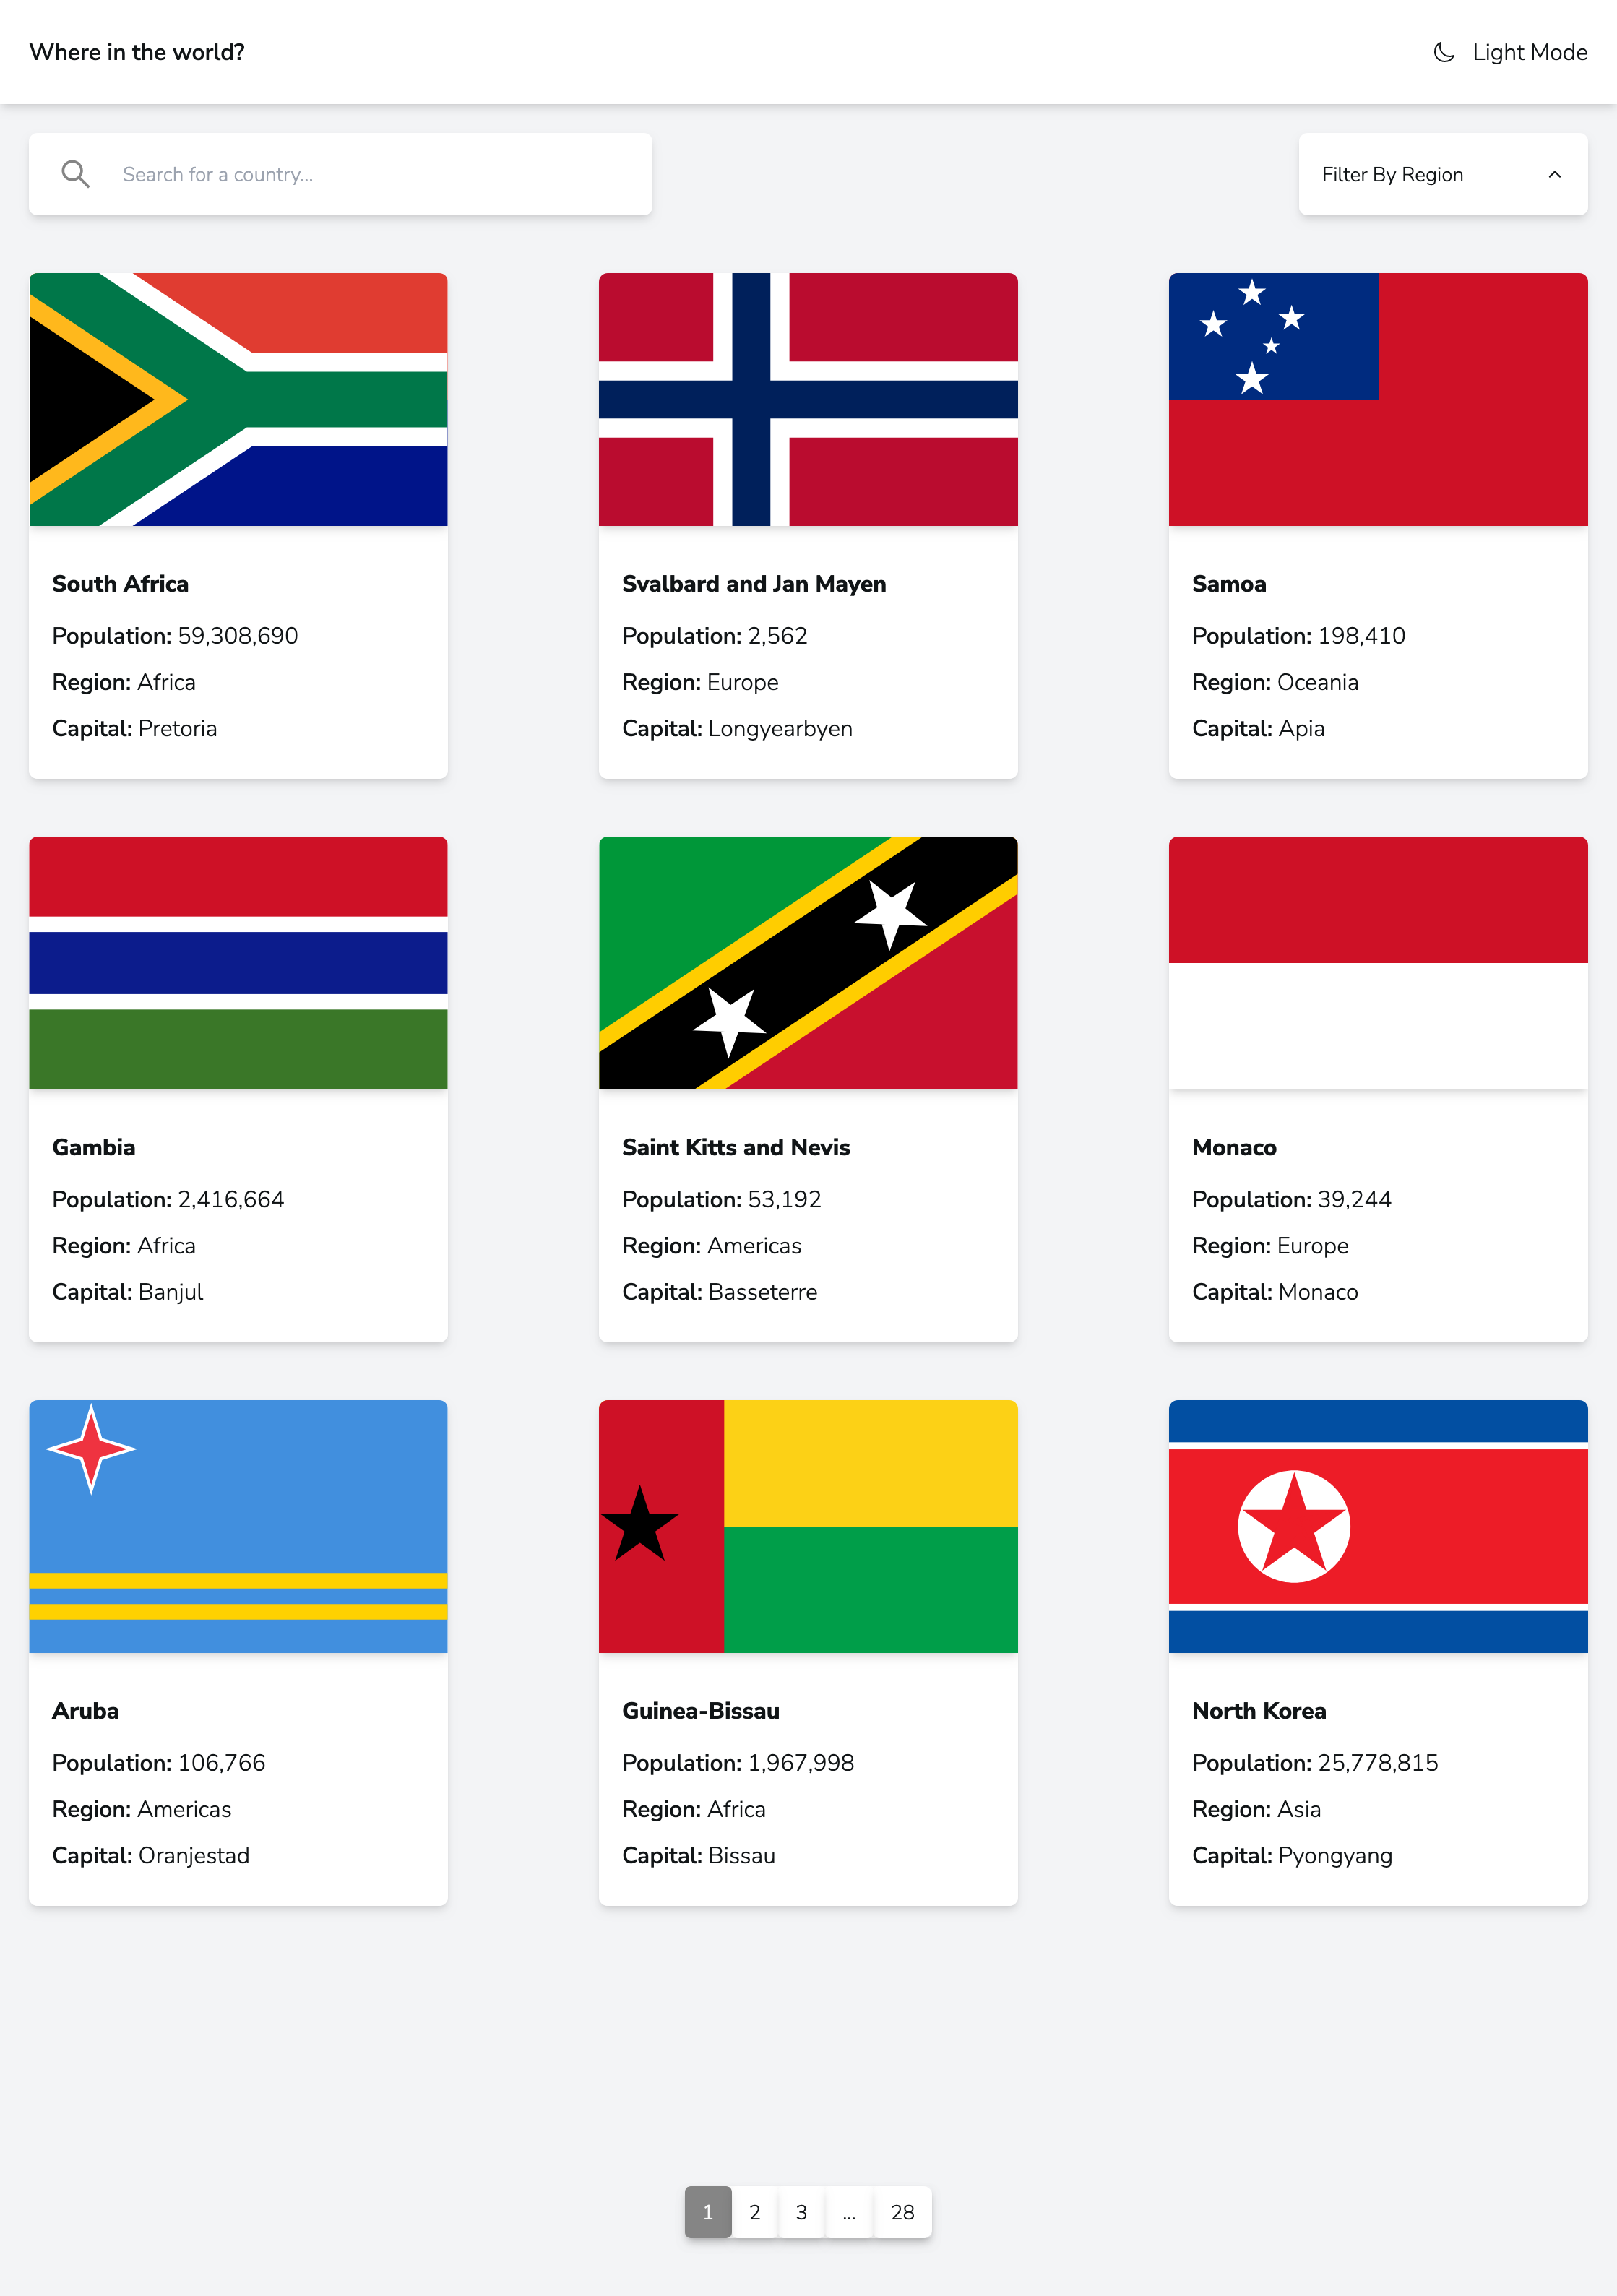 Where in the world?
Light Mode
Search for a country...
Filter By Region
South Africa
Population: 59,308,690
Region: Africa
Capital: Pretoria
Svalbard and Jan Mayen
Population: 2,562
Region: Europe
Capital: Longyearbyen
Samoa
Population: 198,410
Region: Oceania
Capital: Apia
Gambia
Population: 2,416,664
Region: Africa
Capital: Banjul
Saint Kitts and Nevis
Population: 53,192
Region: Americas
Capital: Basseterre
Monaco
Population: 39,244
Region: Europe
Capital: Monaco
Aruba
Population: 106,766
Region: Americas
Capital: Oranjestad
Guinea-Bissau
Population: 1,967,998
Region: Africa
Capital: Bissau
North Korea
Population: 25,778,815
Region: Asia
Capital: Pyongyang
1 2 3 ... 28